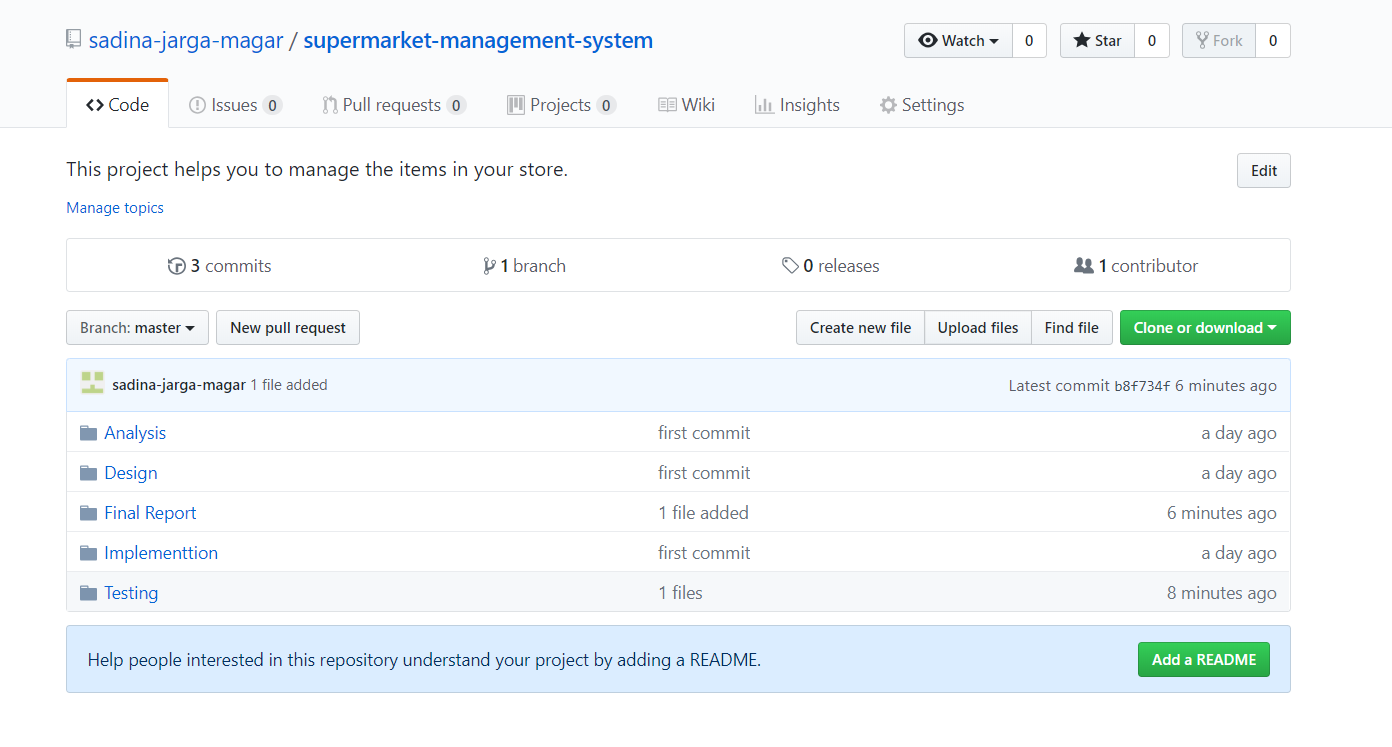 sadina-jarga-magar / supermarket-management-system Watch 0 Star 0 Fork 0
Code Issues 0 Pull requests 0 Projects 0 Wiki Insights Settings
This project helps you to manage the items in your store. Edit
Manage topics
3 commits 1 branch 0 releases 1 contributor
Branch: master New pull request Create new file Upload files Find file Clone or download
sadina-jarga-magar 1 file added Latest commit b8f734f 6 minutes ago
Analysis first commit a day ago
Design first commit a day ago
Final Report 1 file added 6 minutes ago
Implementtion first commit a day ago
Testing 1 files 8 minutes ago
Help people interested in this repository understand your project by adding a README. Add a README